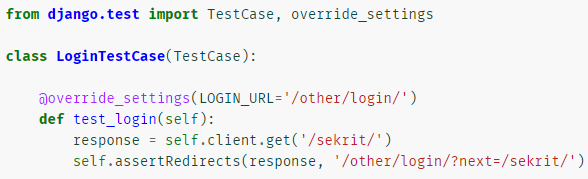 from django.test import TestCase, override_settings
class LoginTestCase(TestCase):
@override_settings(LOGIN_URL='/other/login/')
def test_login(self):
response = self.client.get('/sekrit/')
self.assertRedirects(response, '/other/login/?next=/sekrit/')